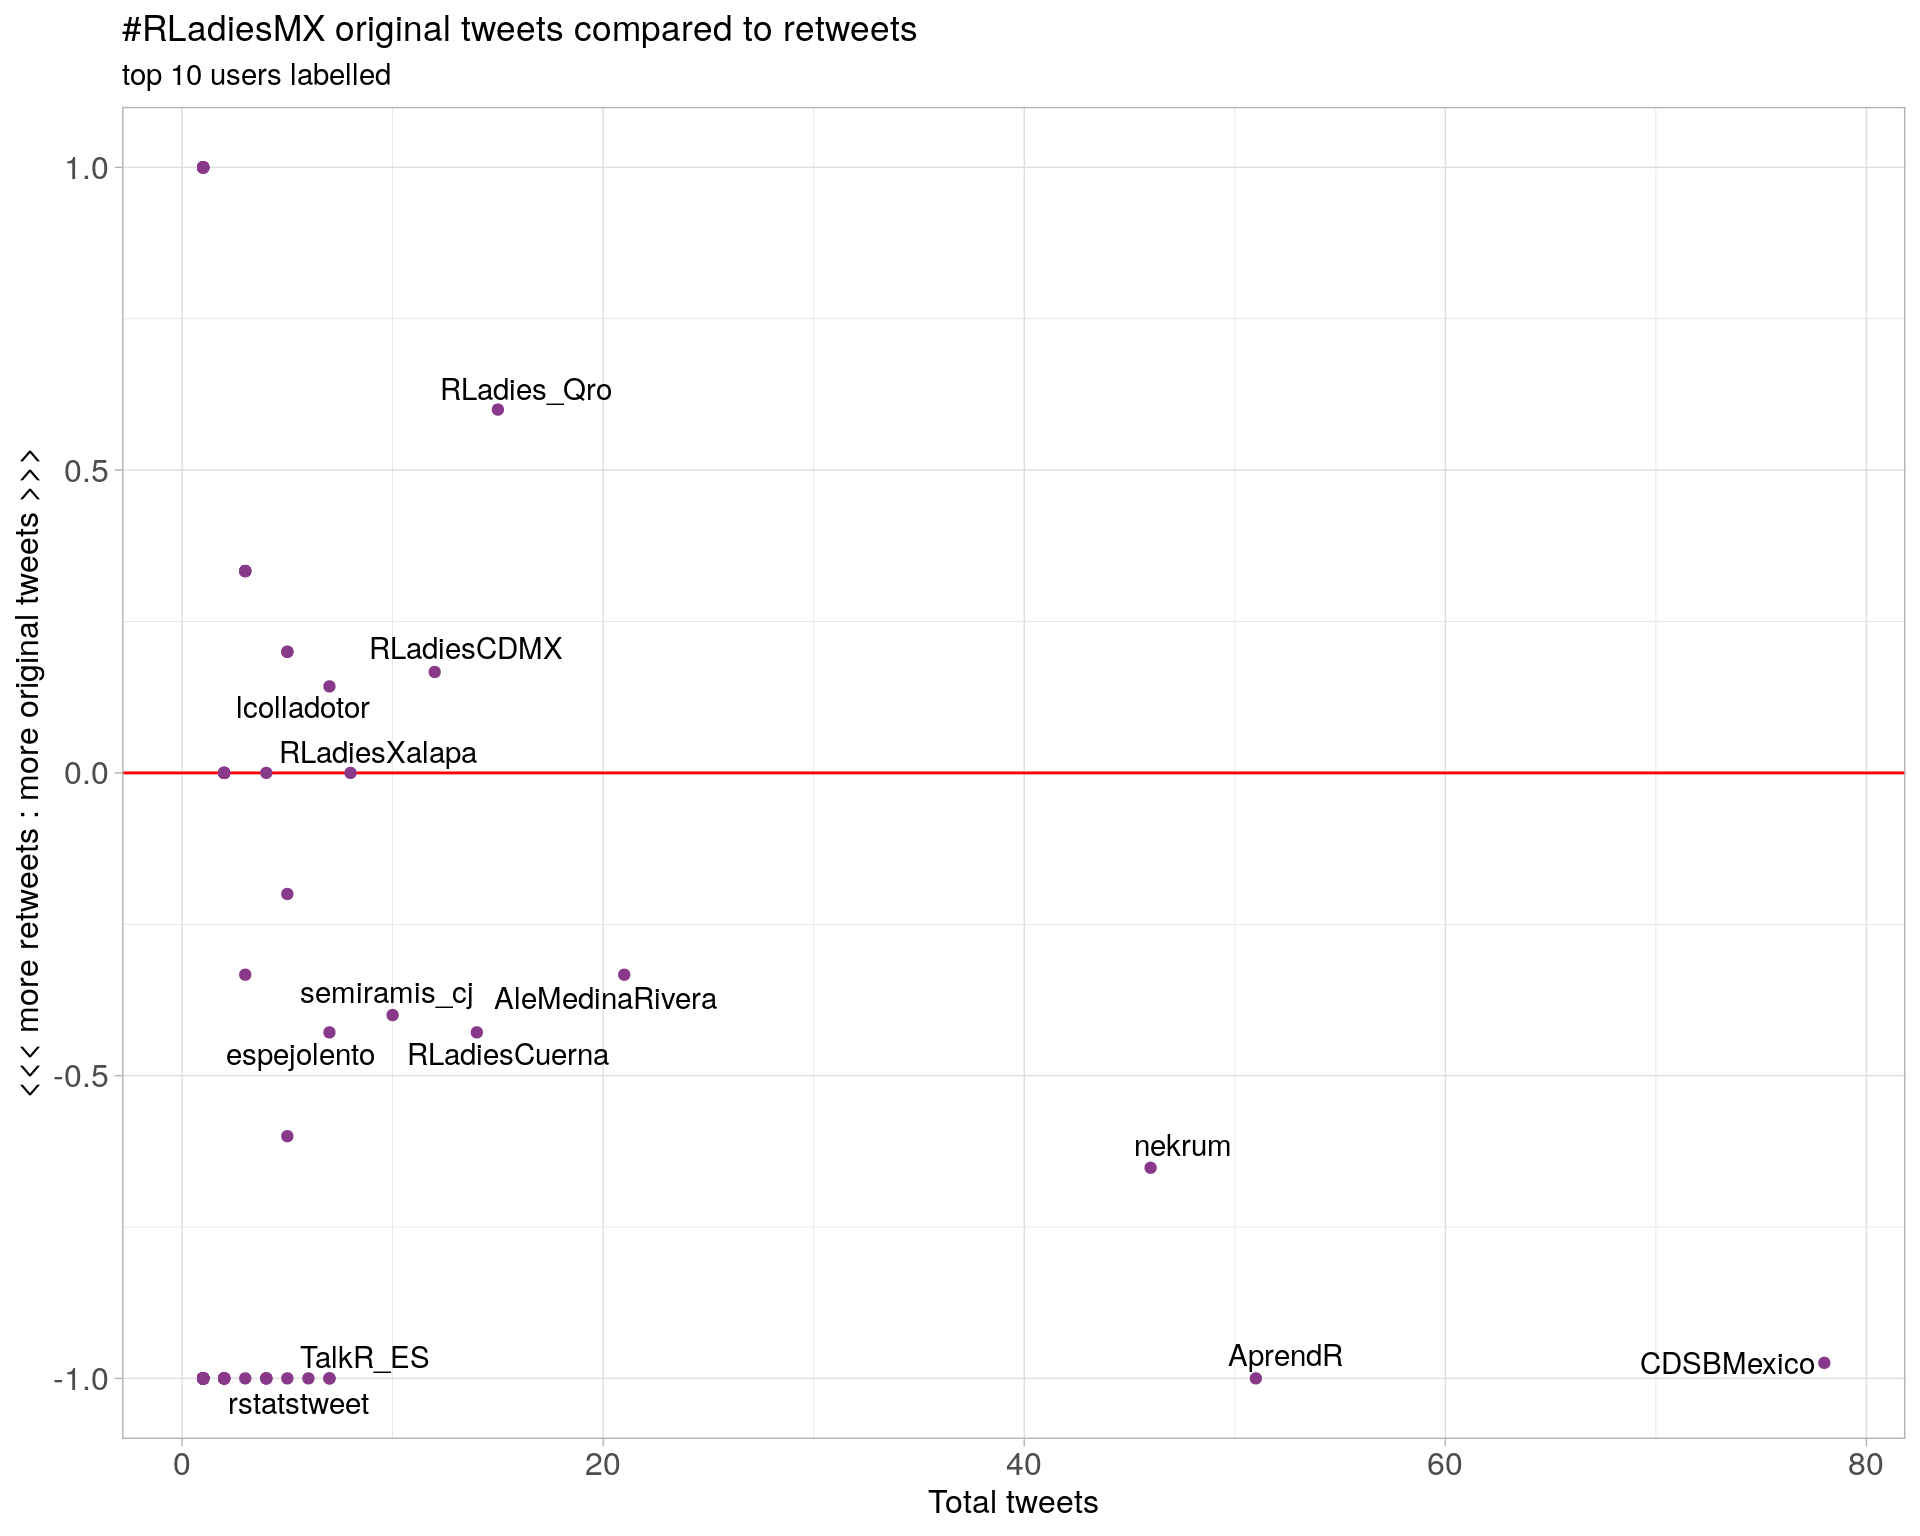 #RLadiesMX original tweets compared to retweets
top 10 users labelled
<<< more retweets : more original tweets >>>
1.0
0.5
0.0
-0.5
-1.0
RLadies_Qro
RLadiesCDMX
lcolladotor
RLadiesXalapa
semiramis_cj
AleMedinaRivera
espejolento
RLadiesCuerna
nekrum
TalkR_ES
AprendR
CDSBMexico
rstatstweet
0
20
40
60
80
Total tweets